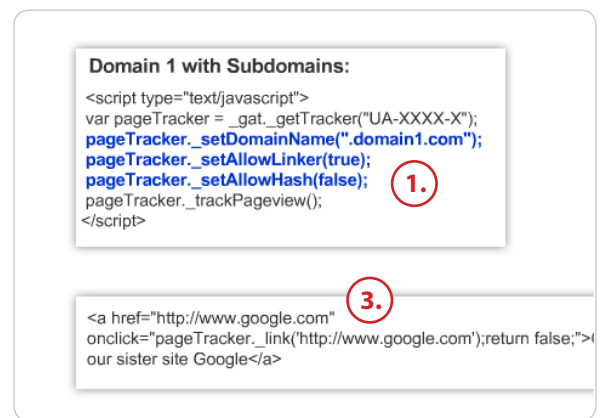 Domain 1 with Subdomains:
<script type="text/javascript">
var pageTracker = _gat._getTracker("UA-XXXX-X");
pageTracker._setDomainName(".domain1.com");
pageTracker._setAllowLinker(true);
pageTracker._setAllowHash(false);
1.
pageTracker._trackPageview();
</script>
3.
<a href="http://www.google.com"
onclick="pageTracker._link('http://www.google.com');return false;">
our sister site Google</a>